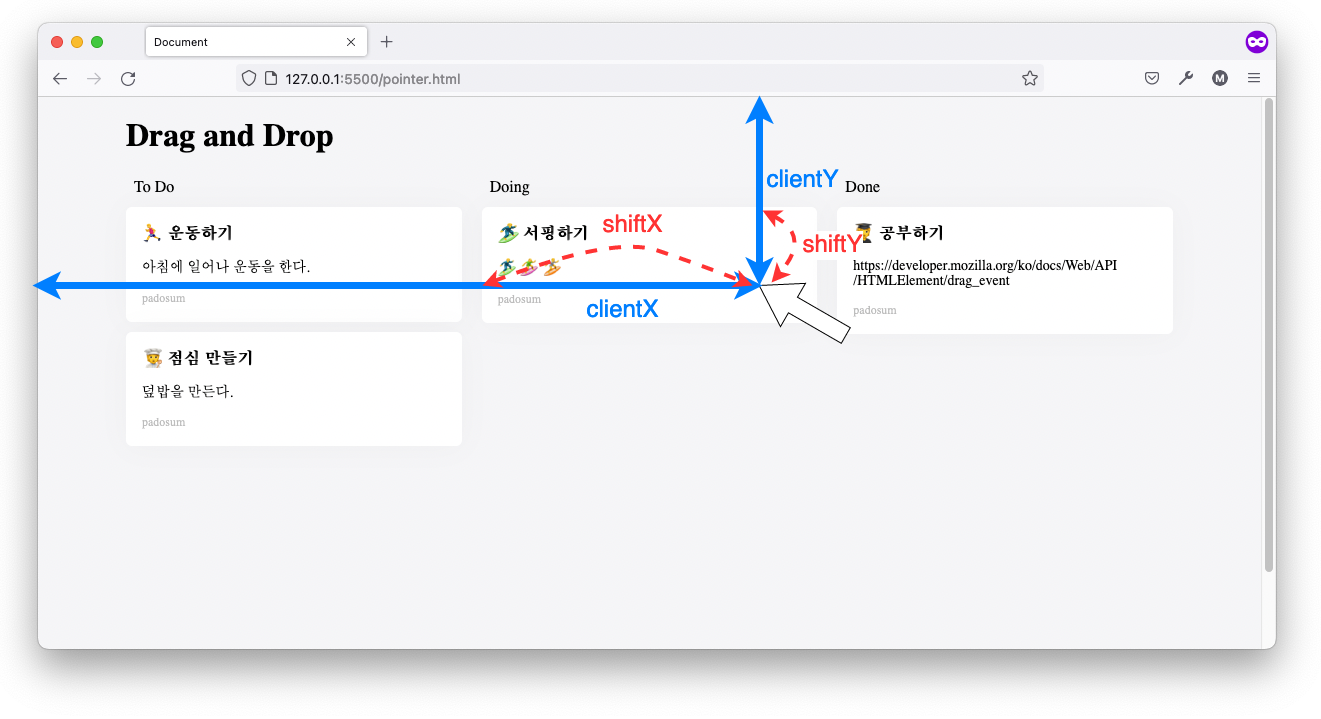 Document
127.0.0.1:5500/pointer.html
M
Drag and Drop
To Do
Doing
Done
clientY
🏃‍♀️ 운동하기
아침에 일어나 운동을 한다.
padosum
👨‍🍳 점심 만들기
덮밥을 만든다.
padosum
🏄‍♂️ 서핑하기
🏄‍♂️🏄‍♀️🏄
padosum
shiftX
clientX
shiftY
👨‍🎓 공부하기
https://developer.mozilla.org/ko/docs/Web/API
/HTMLElement/drag_event
padosum